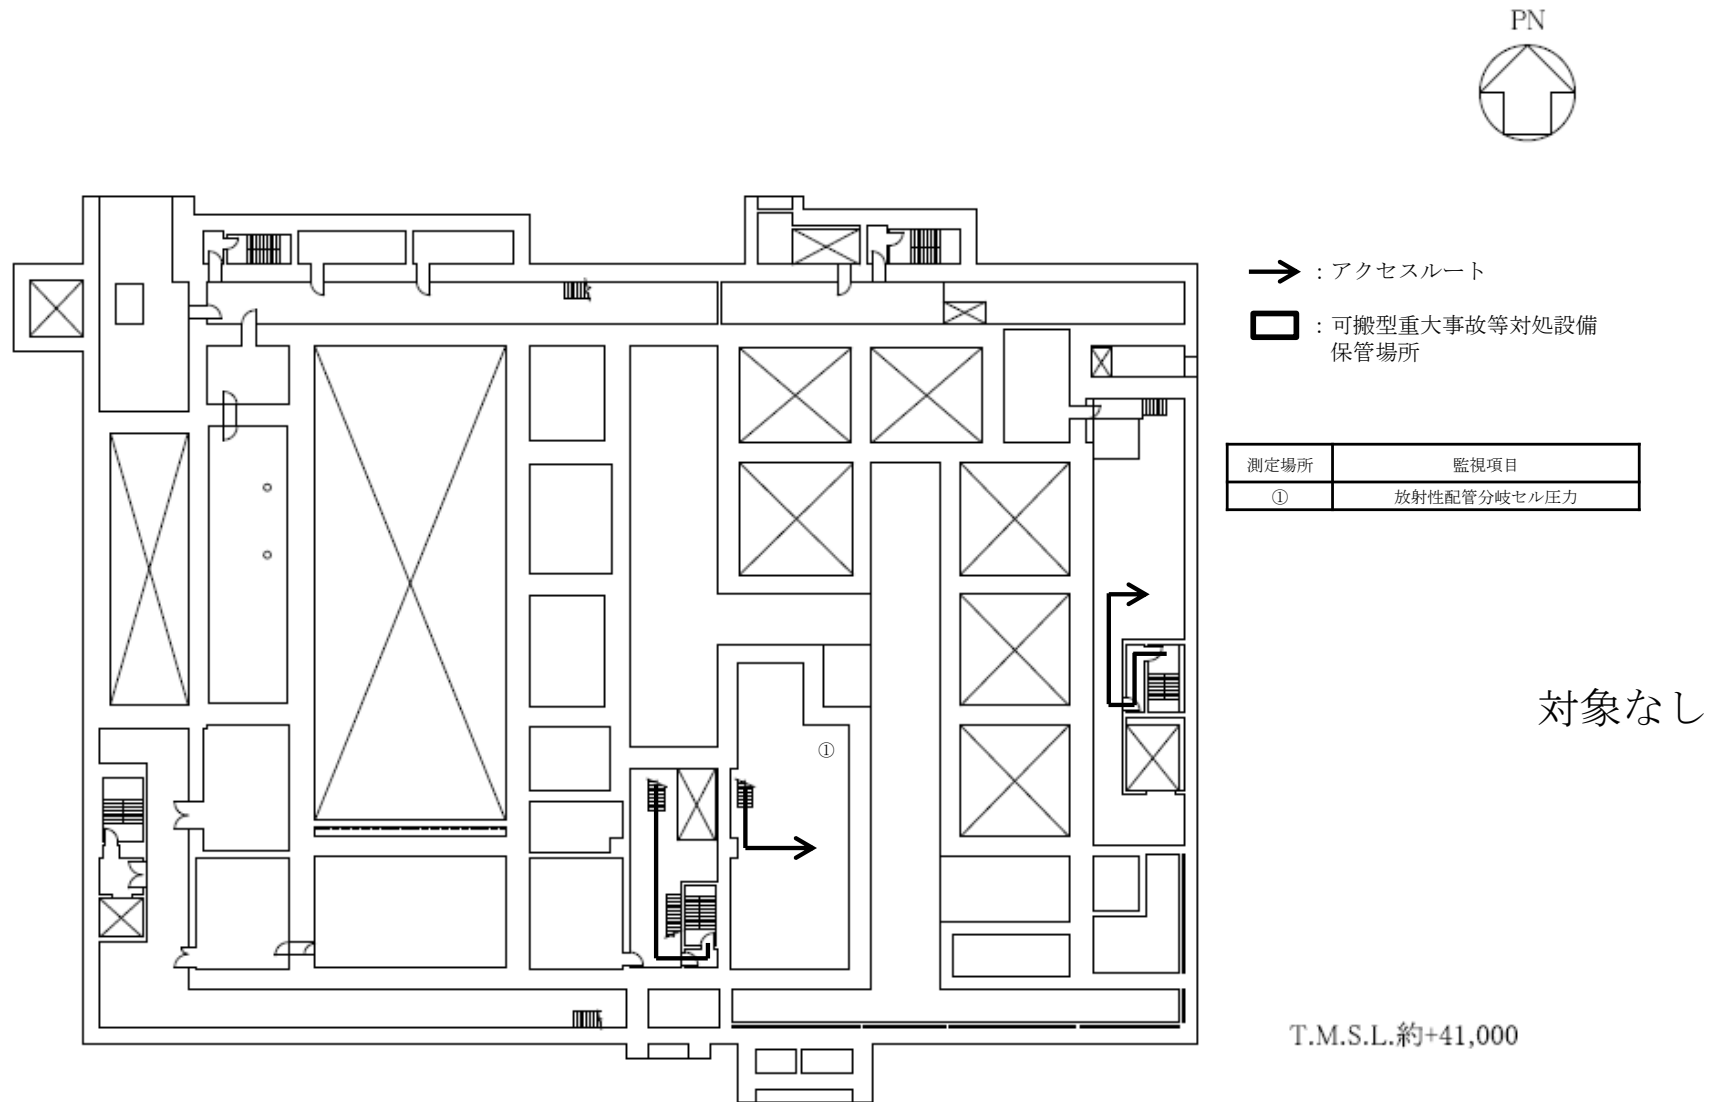 PN
：アクセスルート
：可搬型重大事故等対処設備
保管場所
測定場所 監視項目
① 放射性配管分岐セル圧力
対象なし
①
T.M.S.L.約+41,000